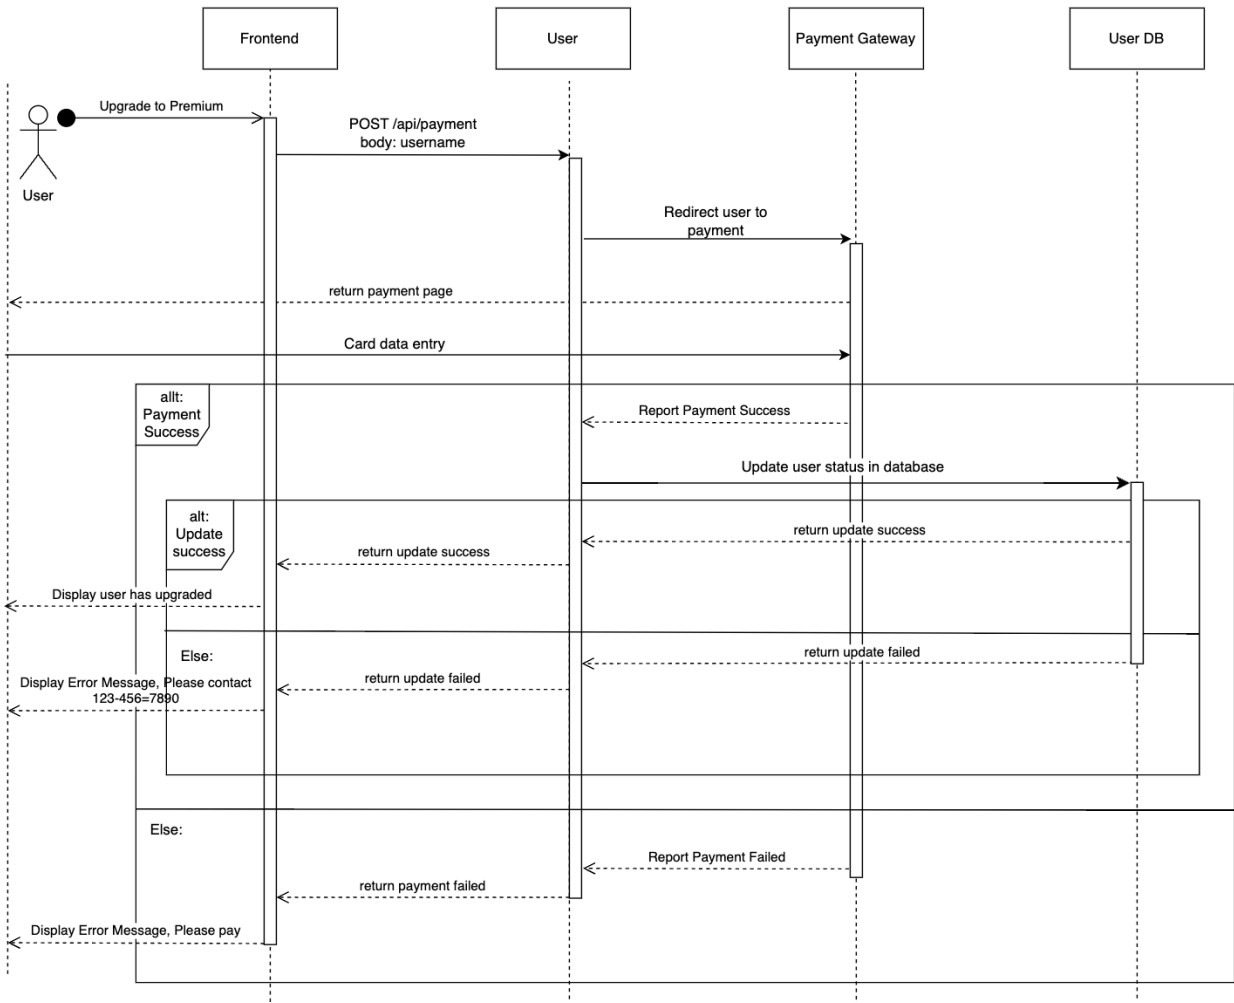 Frontend
User
Payment Gateway
User DB
Upgrade to Premium
POST /api/payment
body: username
User
Redirect user to
payment
return payment page
Card data entry
allt:
Payment
Success
Report Payment Success
Update user status in database
alt:
Update
success
return update success
return update success
Display user has upgraded
Else:
return update failed
return update failed
Display Error Message, Please contact
123-456=7890
Else:
Report Payment Failed
return payment failed
Display Error Message, Please pay